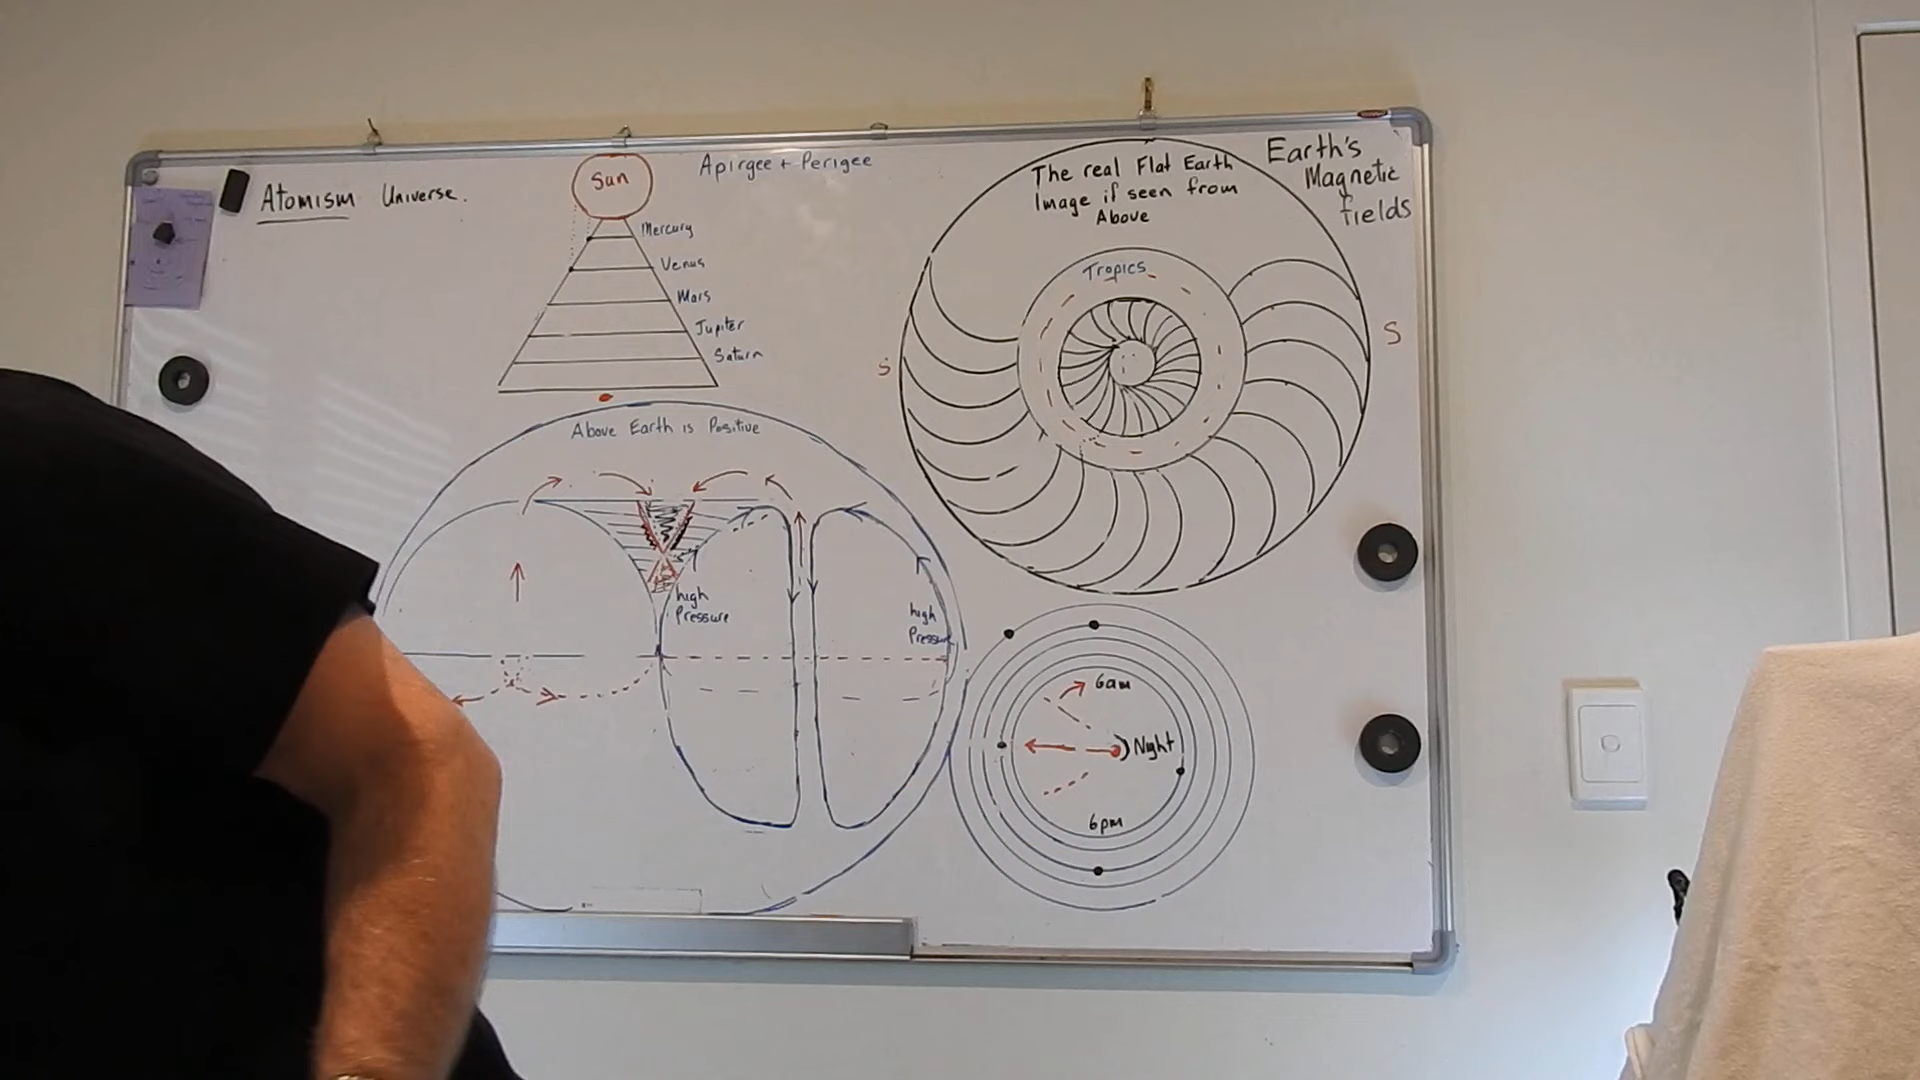 Atomism Universe.
Sun
Apirgee + Perigee
Mercury
Venus
Mars
Jupiter
Saturn
The real Flat Earth
Image if seen from
Above
Earth's
Magnetic
fields
Tropics
S
S
Above Earth is Positive
high
Pressure
high
Pressure
6am
Night
6pm